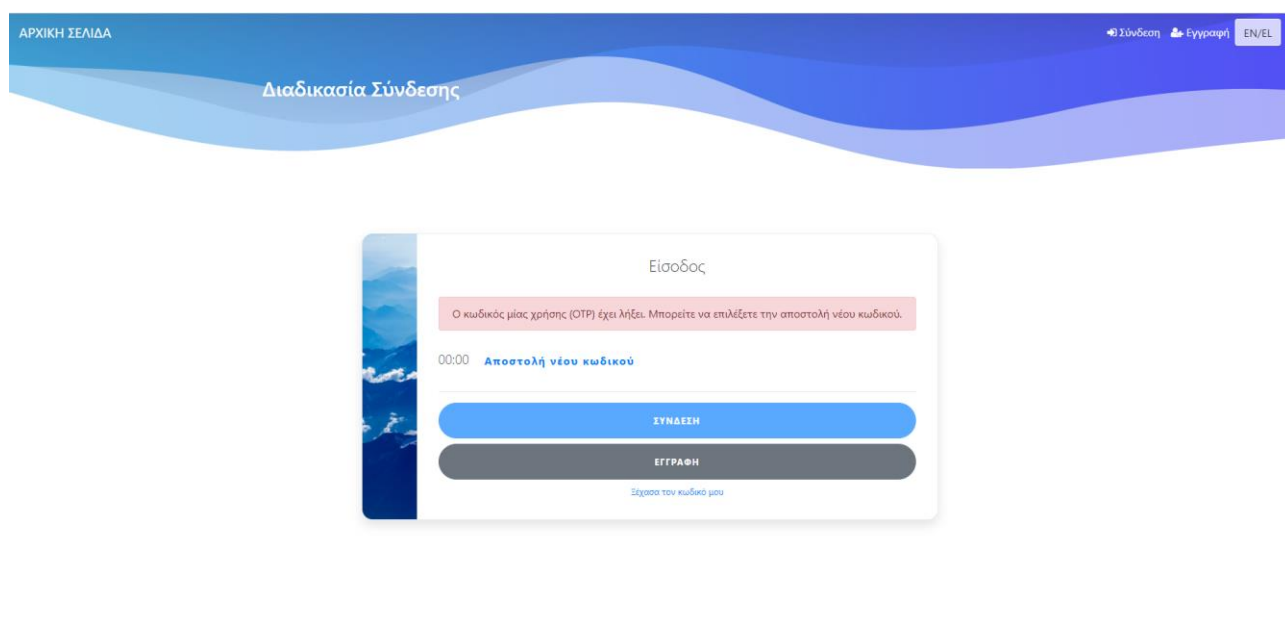 ΑΡΧΙΚΗ ΣΕΛΙΔΑ
Σύνδεση Εγγραφή EN/EL
Διαδικασία Σύνδεσης
Είσοδος
Ο κωδικός μίας χρήσης (OTP) έχει λήξει. Μπορείτε να επιλέξετε την αποστολή νέου κωδικού.
00:00 Αποστολή νέου κωδικού
ΣΥΝΔΕΣΗ
ΕΓΓΡΑΦΗ
Ξέχασα τον κωδικό μου